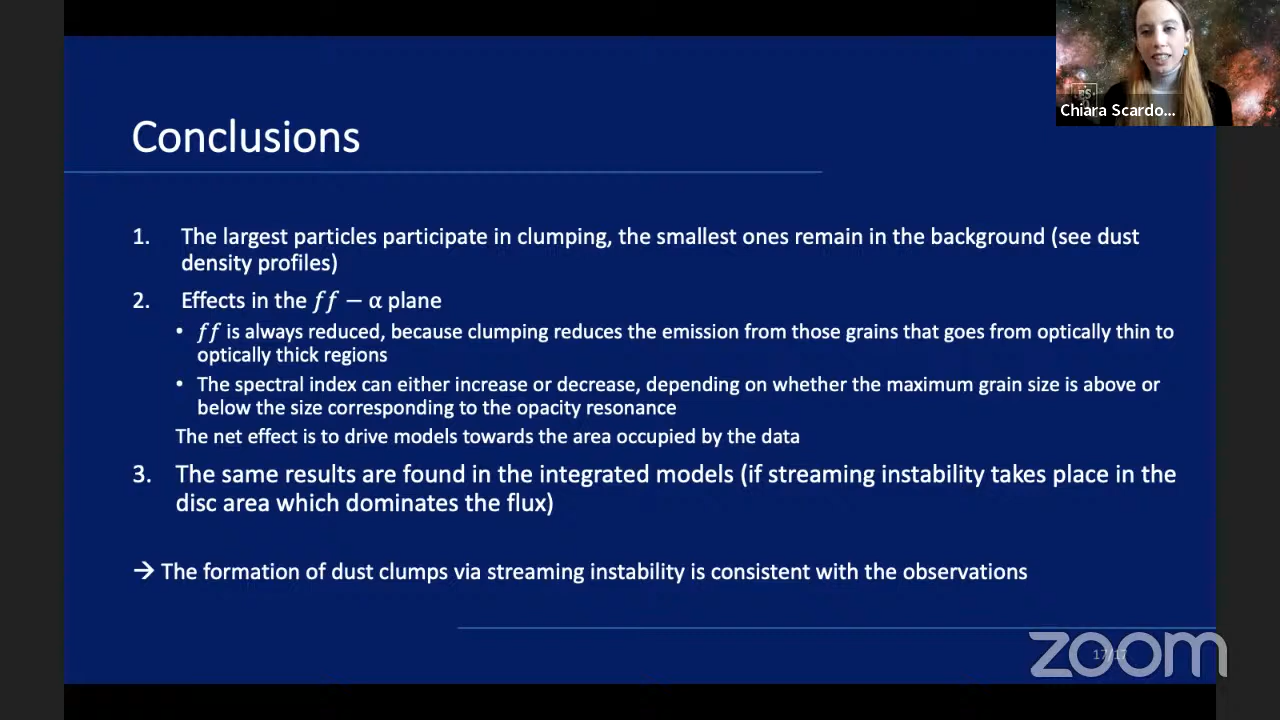 Chiara Scardo...
Conclusions
1. The largest particles participate in clumping, the smallest ones remain in the background (see dust
density profiles)
2. Effects in the ff − α plane
• ff is always reduced, because clumping reduces the emission from those grains that goes from optically thin to
optically thick regions
• The spectral index can either increase or decrease, depending on whether the maximum grain size is above or
below the size corresponding to the opacity resonance
The net effect is to drive models towards the area occupied by the data
3. The same results are found in the integrated models (if streaming instability takes place in the
disc area which dominates the flux)
→ The formation of dust clumps via streaming instability is consistent with the observations
17/17
zoom